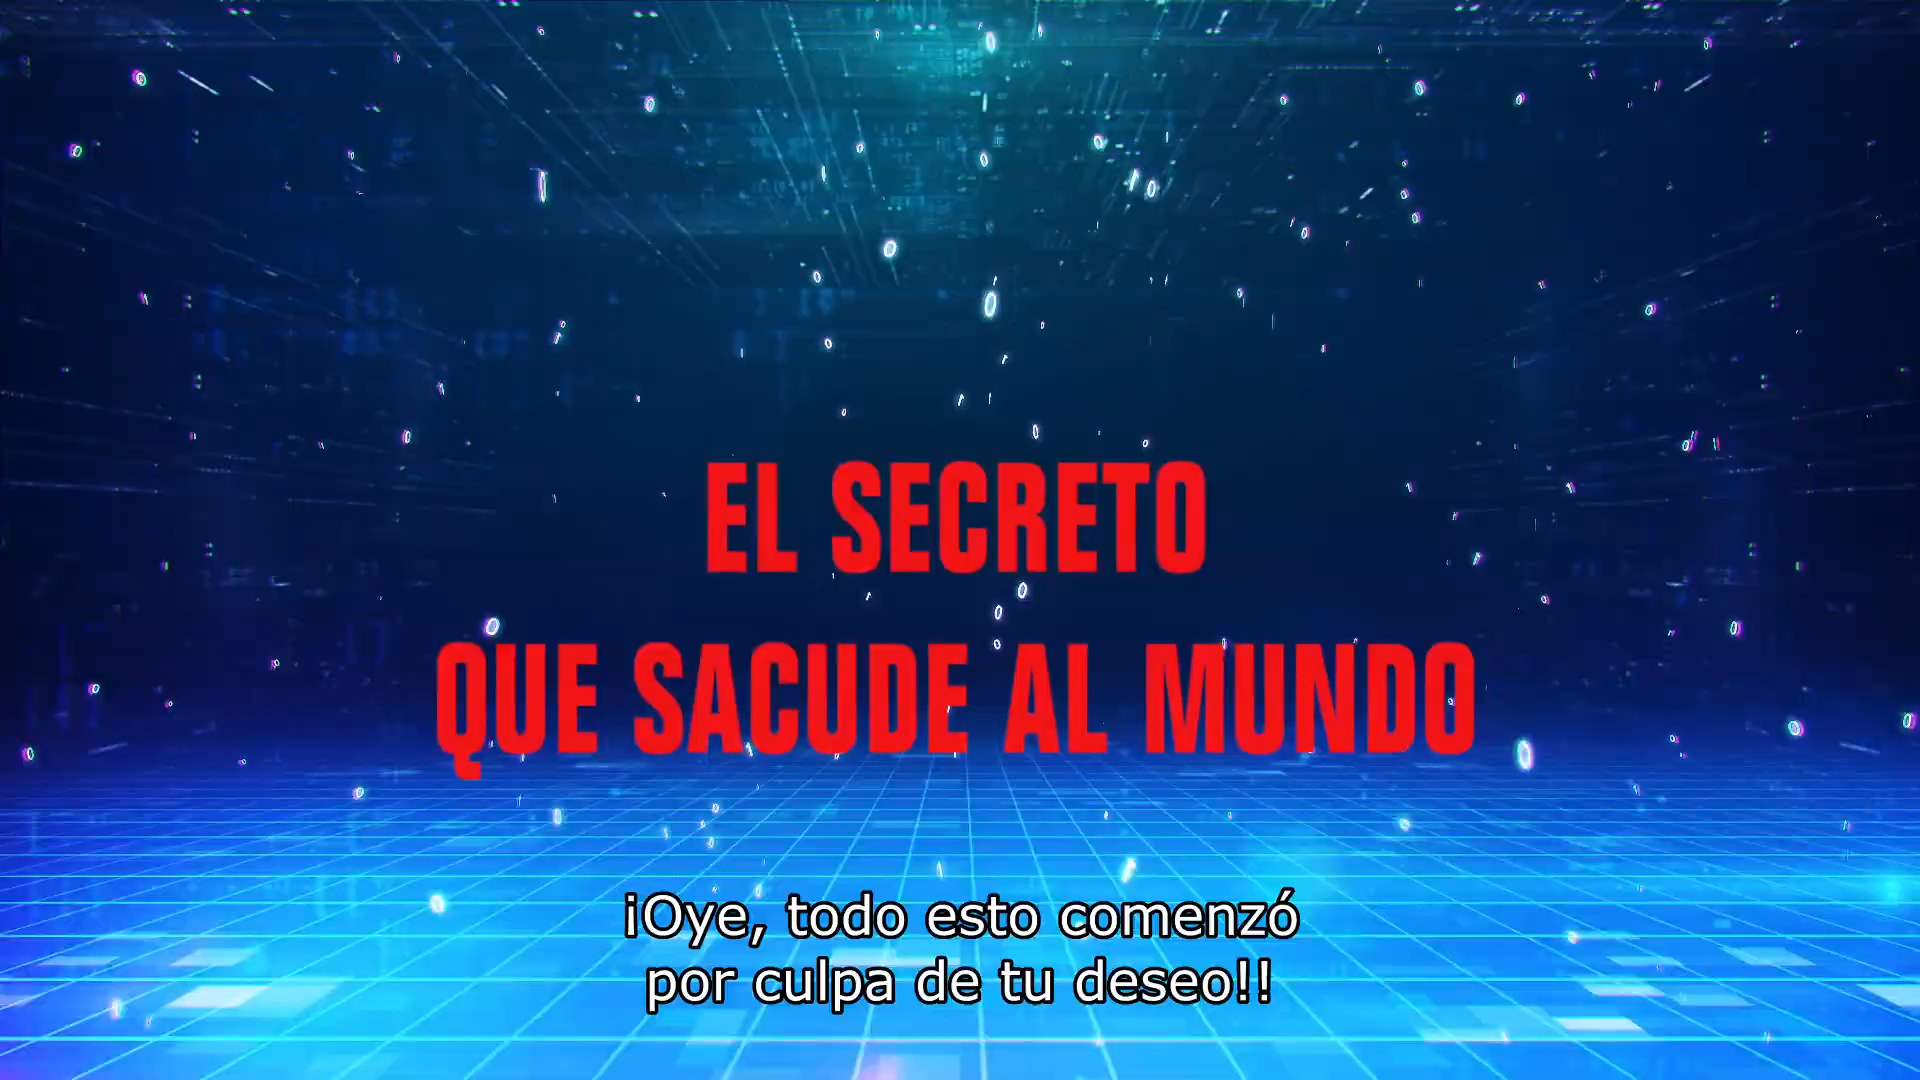 EL SECRETO
QUE SACUDE AL MUNDO
¡Oye, todo esto comenzó
por culpa de tu deseo!!